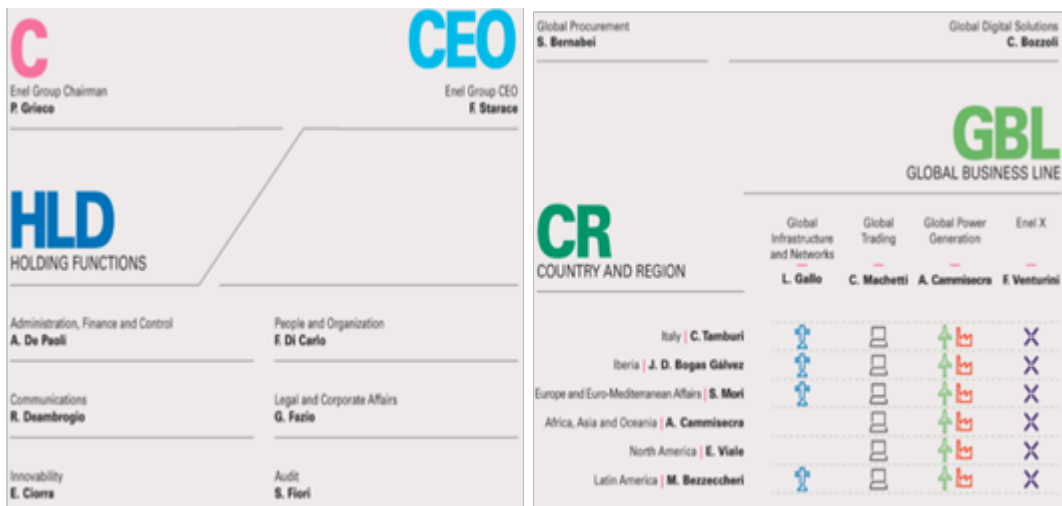 C
CEO
Enel Group Chairman
P. Grieco
Enel Group CEO
F. Starace
HLD
HOLDING FUNCTIONS
Administration, Finance and Control
A. De Paoli
People and Organization
F. Di Carlo
Communications
R. Deambrogio
Legal and Corporate Affairs
G. Fazio
Innovability
E. Ciorra
Audit
S. Fiori
Global Procurement
S. Bernabei
Global Digital Solutions
C. Bozzoli
GBL
GLOBAL BUSINESS LINE
CR
COUNTRY AND REGION
Global
Infrastructure
and Networks
L. Gallo
Global
Trading
C. Machetti
Global Power
Generation
A. Cammisecra
Enel X
F. Venturini
Italy | C. Tamburi
Iberia | J. D. Bogas Gálvez
Europe and Euro-Mediterranean Affairs | S. Mori
Africa, Asia and Oceania | A. Cammisecra
North America | E. Viale
Latin America | M. Bezzeccheri